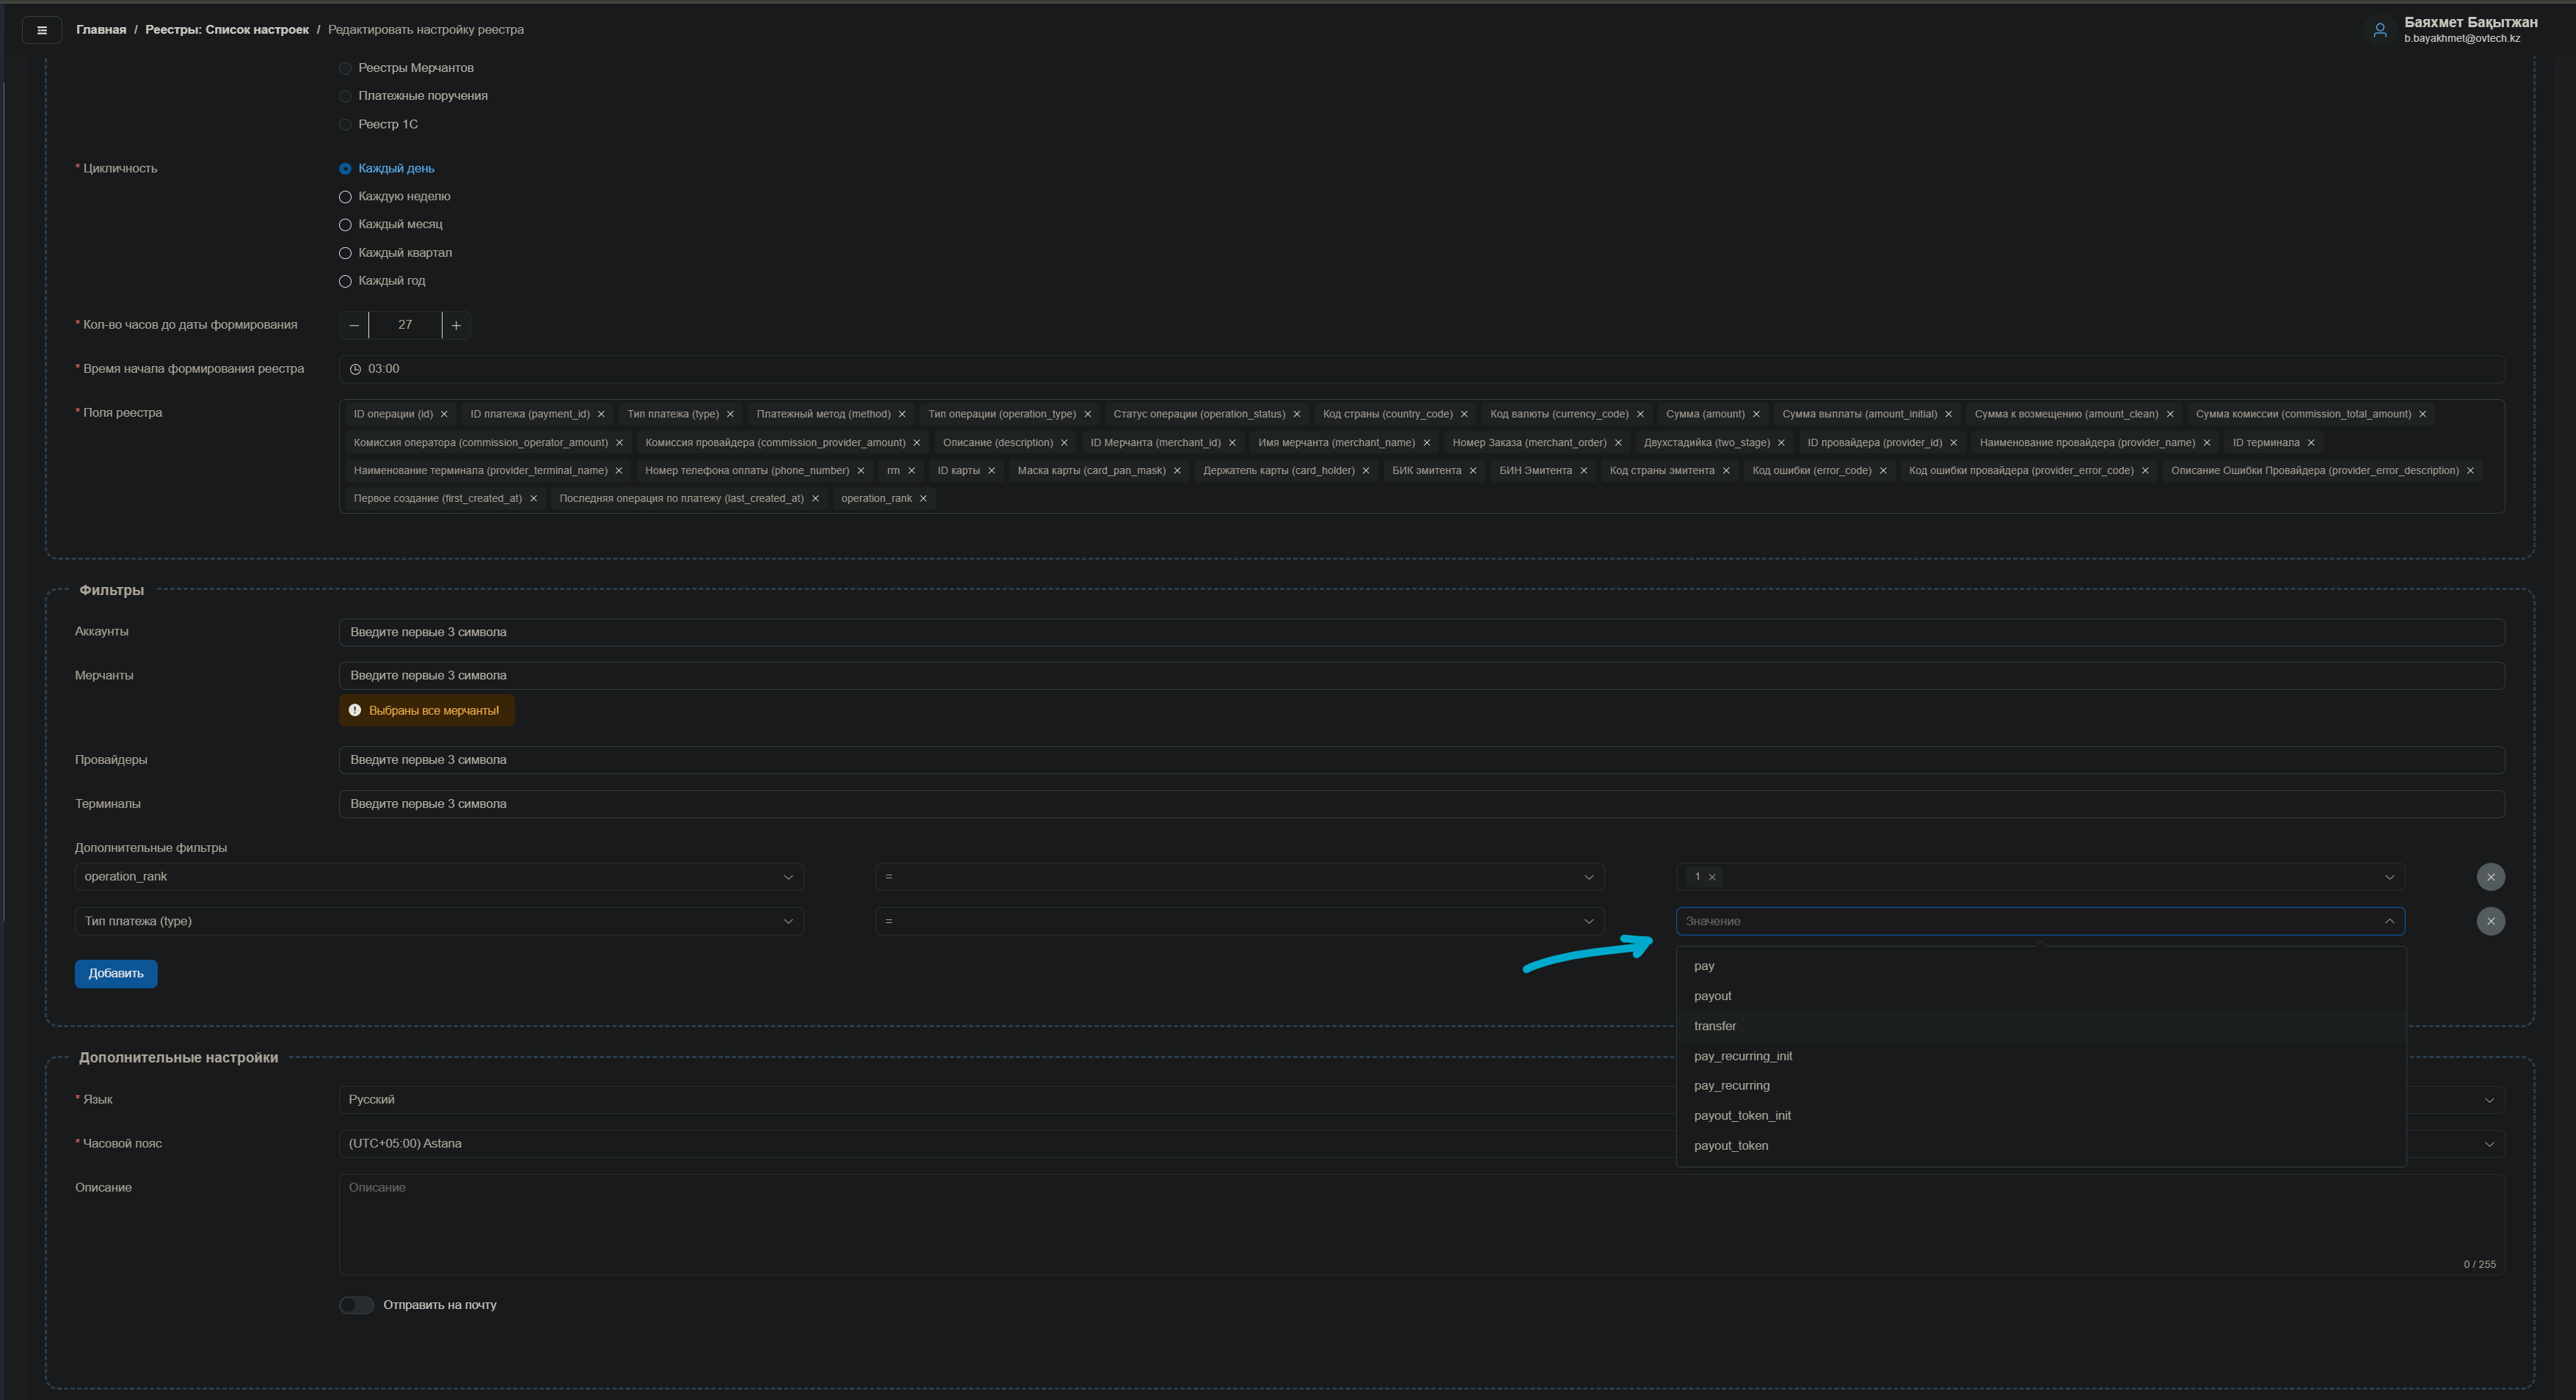 Главная / Реестры: Список настроек / Редактировать настройку реестра
Баяхмет Бақытжан
b.bayakhmet@ovtech.kz
Реестры Мерчантов
Платежные поручения
Реестр 1С
* Цикличность
Каждый день
Каждую неделю
Каждый месяц
Каждый квартал
Каждый год
* Кол-во часов до даты формирования
27
* Время начала формирования реестра
03:00
* Поля реестра
ID операции (id) ID платежа (payment_id) Тип платежа (type) Платежный метод (method) Тип операции (operation_type) Статус операции (operation_status) Код страны (country_code) Код валюты (currency_code) Сумма (amount) Сумма выплаты (amount_initial) Сумма к возмещению (amount_clean) Сумма комиссии (commission_total_amount)
Комиссия оператора (commission_operator_amount) Комиссия провайдера (commission_provider_amount) Описание (description) ID Мерчанта (merchant_id) Имя мерчанта (merchant_name) Номер Заказа (merchant_order) Двухстадийка (two_stage) ID провайдера (provider_id) Наименование провайдера (provider_name) ID терминала
Наименование терминала (provider_terminal_name) Номер телефона оплаты (phone_number) rrn ID карты Маска карты (card_pan_mask) Держатель карты (card_holder) БИК эмитента БИН Эмитента Код страны эмитента Код ошибки (error_code) Код ошибки провайдера (provider_error_code) Описание Ошибки Провайдера (provider_error_description)
Первое создание (first_created_at) Последняя операция по платежу (last_created_at) operation_rank
Фильтры
Аккаунты
Введите первые 3 символа
Мерчанты
Введите первые 3 символа
Выбраны все мерчанты!
Провайдеры
Введите первые 3 символа
Терминалы
Введите первые 3 символа
Дополнительные фильтры
operation_rank
=
1
Тип платежа (type)
=
Значение
Добавить
pay
payout
transfer
pay_recurring_init
pay_recurring
payout_token_init
payout_token
Дополнительные настройки
* Язык
Русский
* Часовой пояс
(UTC+05:00) Astana
Описание
Описание
0 / 255
Отправить на почту